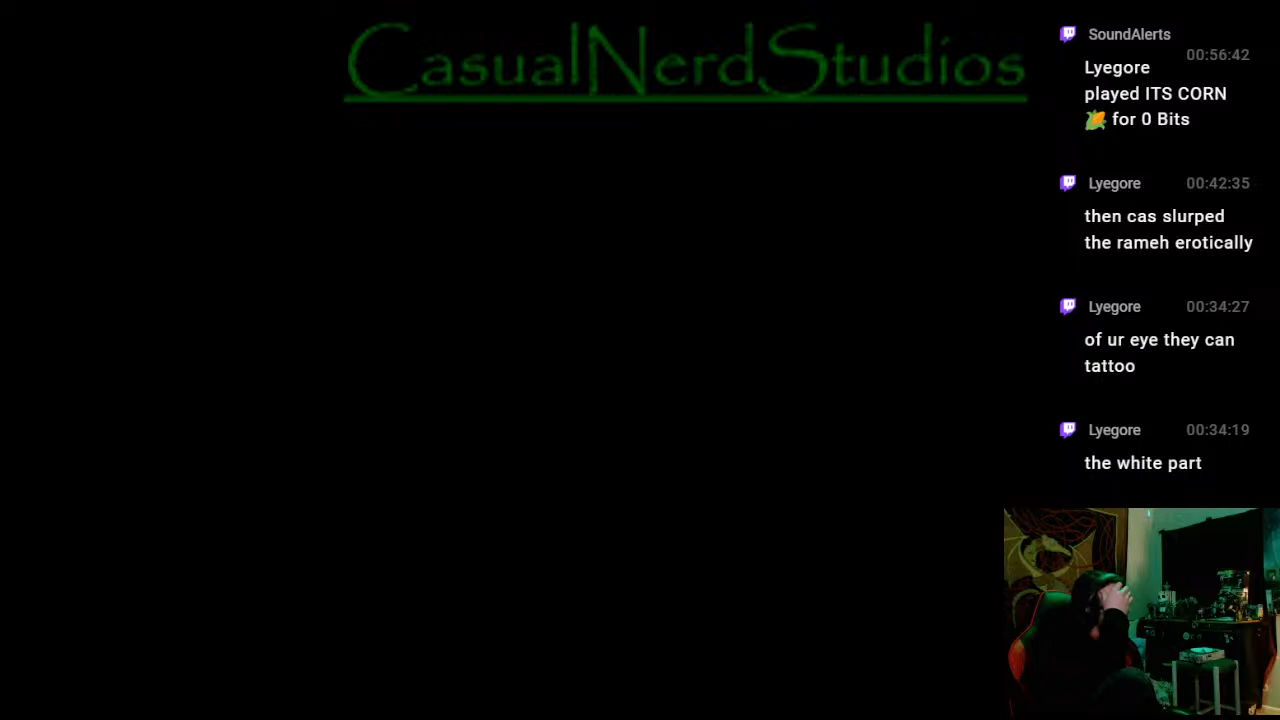 CasualNerdStudios
SoundAlerts
00:56:42
Lyegore
played ITS CORN
🌽 for 0 Bits
Lyegore 00:42:35
then cas slurped
the rameh erotically
Lyegore 00:34:27
of ur eye they can
tattoo
Lyegore 00:34:19
the white part